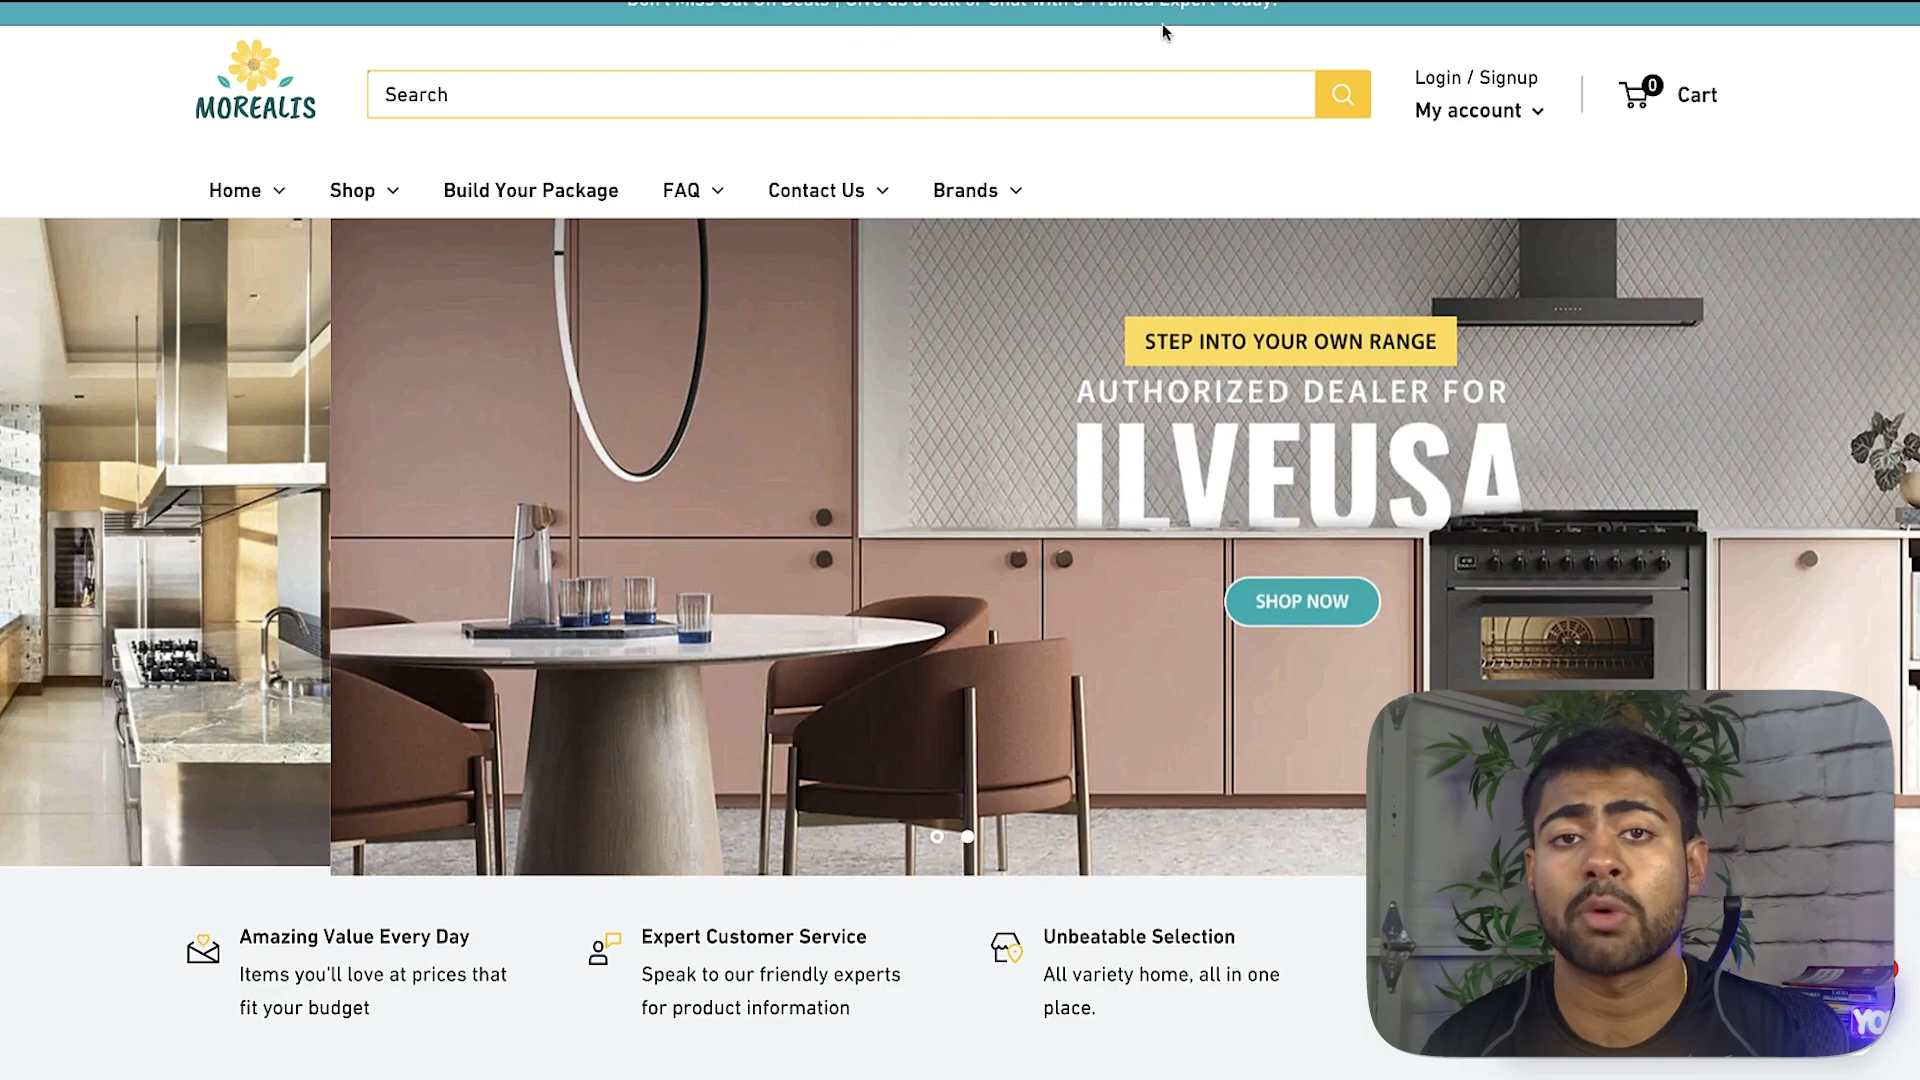 Don't Miss Out On Deals | Give us a Call or Chat with a Trained Expert Today!
MOREALIS
Search
Login / Signup
My account
0
Cart
Home
Shop
Build Your Package
FAQ
Contact Us
Brands
STEP INTO YOUR OWN RANGE
AUTHORIZED DEALER FOR
ILVEUSA
SHOP NOW
Amazing Value Every Day
Items you'll love at prices that
fit your budget
Expert Customer Service
Speak to our friendly experts
for product information
Unbeatable Selection
All variety home, all in one
place.
YO